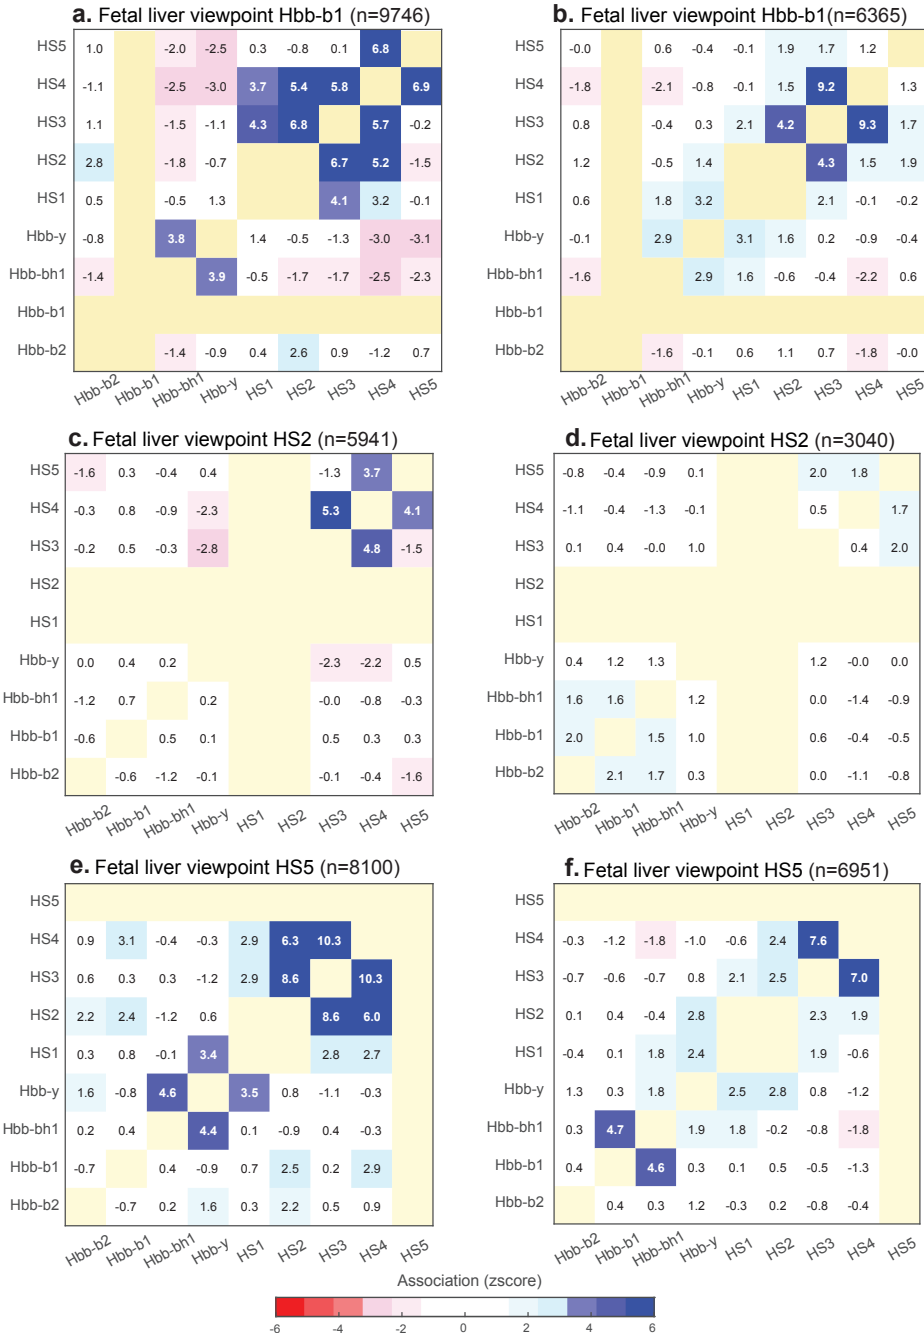 a. Fetal liver viewpoint Hbb-b1 (n=9746)
HS5 1.0 -2.0 -2.5 0.3 -0.8 0.1 6.8
HS4 -1.1 -2.5 -3.0 3.7 5.4 5.8 6.9
HS3 1.1 -1.5 -1.1 4.3 6.8 5.7 -0.2
HS2 2.8 -1.8 -0.7 6.7 5.2 -1.5
HS1 0.5 -0.5 1.3 4.1 3.2 -0.1
Hbb-y -0.8 3.8 1.4 -0.5 -1.3 -3.0 -3.1
Hbb-bh1 -1.4 3.9 -0.5 -1.7 -1.7 -2.5 -2.3
Hbb-b1
Hbb-b2 -1.4 -0.9 0.4 2.6 0.9 -1.2 0.7
Hbb-b2 Hbb-b1 Hbb-bh1 Hbb-y HS1 HS2 HS3 HS4 HS5
b. Fetal liver viewpoint Hbb-b1(n=6365)
HS5 -0.0 0.6 -0.4 -0.1 1.9 1.7 1.2
HS4 -1.8 -2.1 -0.8 -0.1 1.5 9.2 1.3
HS3 0.8 -0.4 0.3 2.1 4.2 9.3 1.7
HS2 1.2 -0.5 1.4 4.3 1.5 1.9
HS1 0.6 1.8 3.2 2.1 -0.1 -0.2
Hbb-y -0.1 2.9 3.1 1.6 0.2 -0.9 -0.4
Hbb-bh1 -1.6 2.9 1.6 -0.6 -0.4 -2.2 0.6
Hbb-b1
Hbb-b2 -1.6 -0.1 0.6 1.1 0.7 -1.8 -0.0
Hbb-b2 Hbb-b1 Hbb-bh1 Hbb-y HS1 HS2 HS3 HS4 HS5
c. Fetal liver viewpoint HS2 (n=5941)
HS5 -1.6 0.3 -0.4 0.4 -1.3 3.7
HS4 -0.3 0.8 -0.9 -2.3 5.3 4.1
HS3 -0.2 0.5 -0.3 -2.8 4.8 -1.5
HS2
HS1
Hbb-y 0.0 0.4 0.2 -2.3 -2.2 0.5
Hbb-bh1 -1.2 0.7 0.2 -0.0 -0.8 -0.3
Hbb-b1 -0.6 0.5 0.1 0.5 0.3 0.3
Hbb-b2 -0.6 -1.2 -0.1 -0.1 -0.4 -1.6
Hbb-b2 Hbb-b1 Hbb-bh1 Hbb-y HS1 HS2 HS3 HS4 HS5
d. Fetal liver viewpoint HS2 (n=3040)
HS5 -0.8 -0.4 -0.9 0.1 2.0 1.8
HS4 -1.1 -0.4 -1.3 -0.1 0.5 1.7
HS3 0.1 0.4 -0.0 1.0 0.4 2.0
HS2
HS1
Hbb-y 0.4 1.2 1.3 1.2 -0.0 0.0
Hbb-bh1 1.6 1.6 1.2 0.0 -1.4 -0.9
Hbb-b1 2.0 1.5 1.0 0.6 -0.4 -0.5
Hbb-b2 2.1 1.7 0.3 0.0 -1.1 -0.8
Hbb-b2 Hbb-b1 Hbb-bh1 Hbb-y HS1 HS2 HS3 HS4 HS5
e. Fetal liver viewpoint HS5 (n=8100)
HS5
HS4 0.9 3.1 -0.4 -0.3 2.9 6.3 10.3
HS3 0.6 0.3 0.3 -1.2 2.9 8.6 10.3
HS2 2.2 2.4 -1.2 0.6 8.6 6.0
HS1 0.3 0.8 -0.1 3.4 2.8 2.7
Hbb-y 1.6 -0.8 4.6 3.5 0.8 -1.1 -0.3
Hbb-bh1 0.2 0.4 4.4 0.1 -0.9 0.4 -0.3
Hbb-b1 -0.7 0.4 -0.9 0.7 2.5 0.2 2.9
Hbb-b2 -0.7 0.2 1.6 0.3 2.2 0.5 0.9
Hbb-b2 Hbb-b1 Hbb-bh1 Hbb-y HS1 HS2 HS3 HS4 HS5
f. Fetal liver viewpoint HS5 (n=6951)
HS5
HS4 -0.3 -1.2 -1.8 -1.0 -0.6 2.4 7.6
HS3 -0.7 -0.6 -0.7 0.8 2.1 2.5 7.0
HS2 0.1 0.4 -0.4 2.8 2.3 1.9
HS1 -0.4 0.1 1.8 2.4 1.9 -0.6
Hbb-y 1.3 0.3 1.8 2.5 2.8 0.8 -1.2
Hbb-bh1 0.3 4.7 1.9 1.8 -0.2 -0.8 -1.8
Hbb-b1 0.4 4.6 0.3 0.1 0.5 -0.5 -1.3
Hbb-b2 0.4 0.3 1.2 -0.3 0.2 -0.8 -0.4
Hbb-b2 Hbb-b1 Hbb-bh1 Hbb-y HS1 HS2 HS3 HS4 HS5
Association (zscore)
-6 -4 -2 0 2 4 6